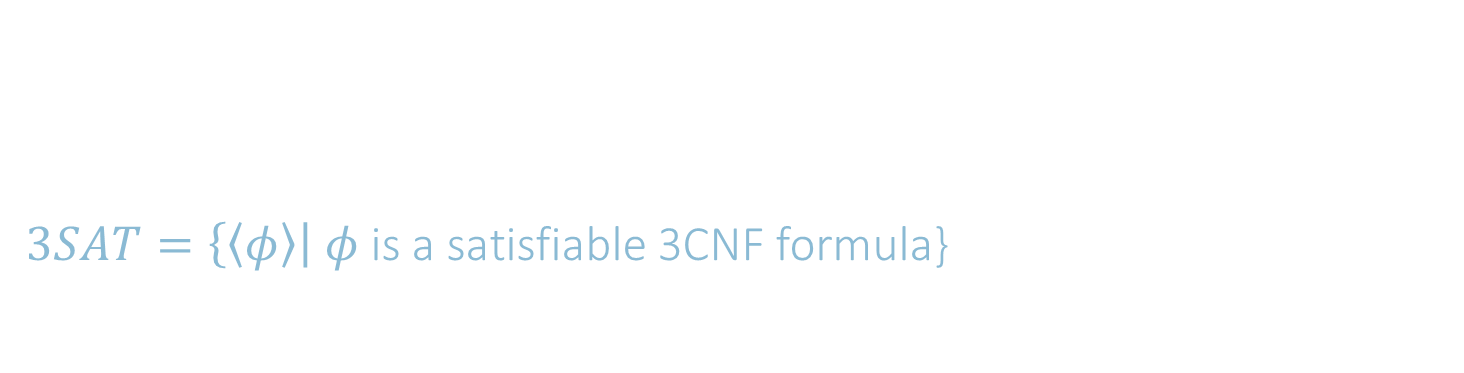 3SAT = {⟨ϕ⟩| ϕ is a satisfiable 3CNF formula}